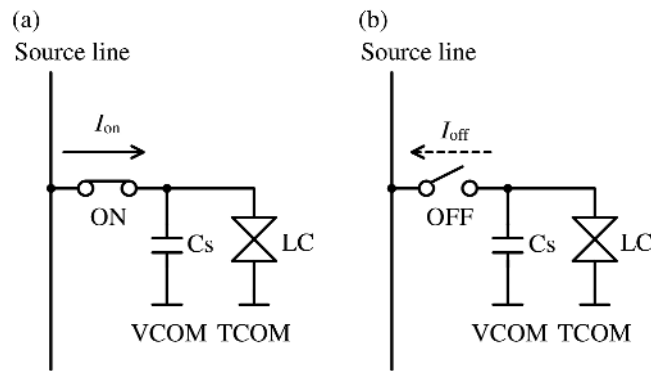 (a)
Source line
Ion
ON
Cs
LC
VCOM TCOM
(b)
Source line
Ioff
OFF
Cs
LC
VCOM TCOM